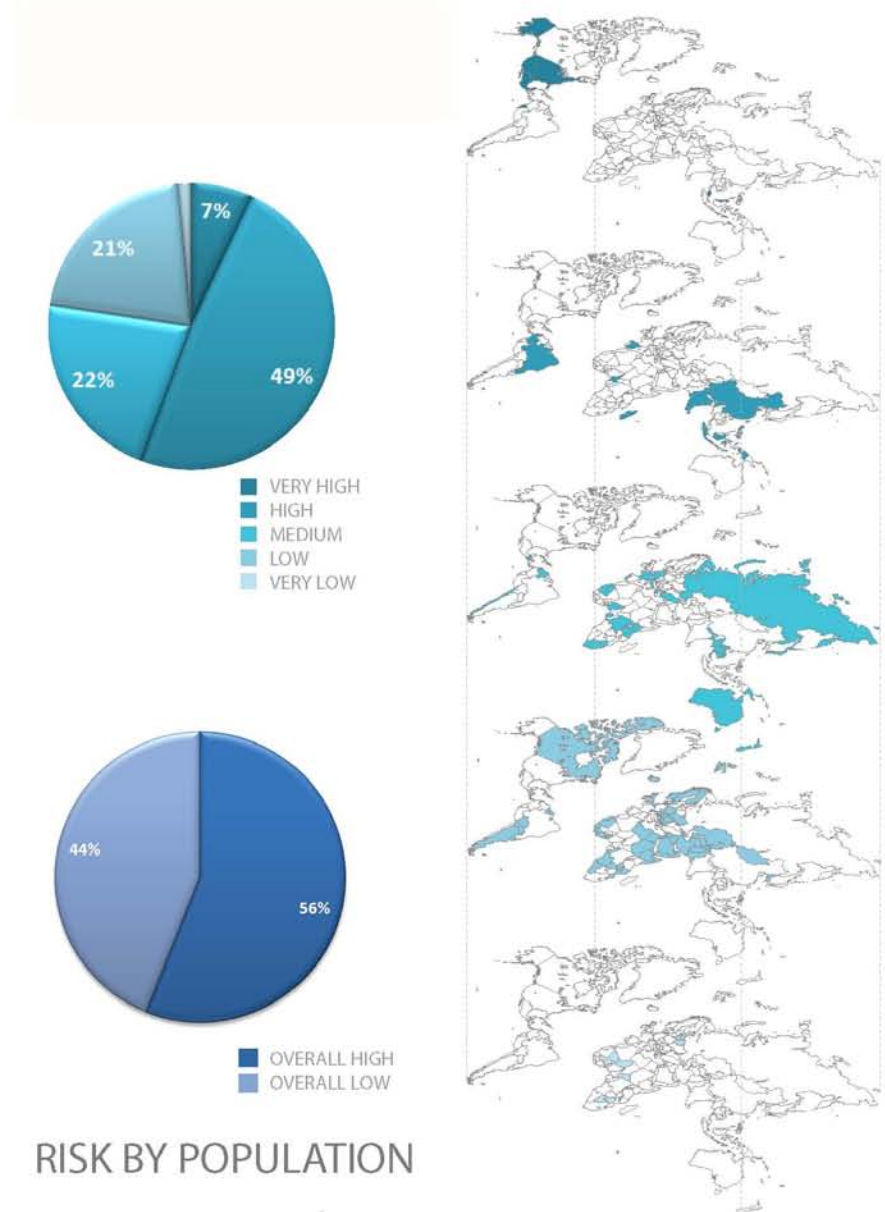 7%
21%
22%
49%
VERY HIGH
HIGH
MEDIUM
LOW
VERY LOW
44%
56%
OVERALL HIGH
OVERALL LOW
RISK BY POPULATION